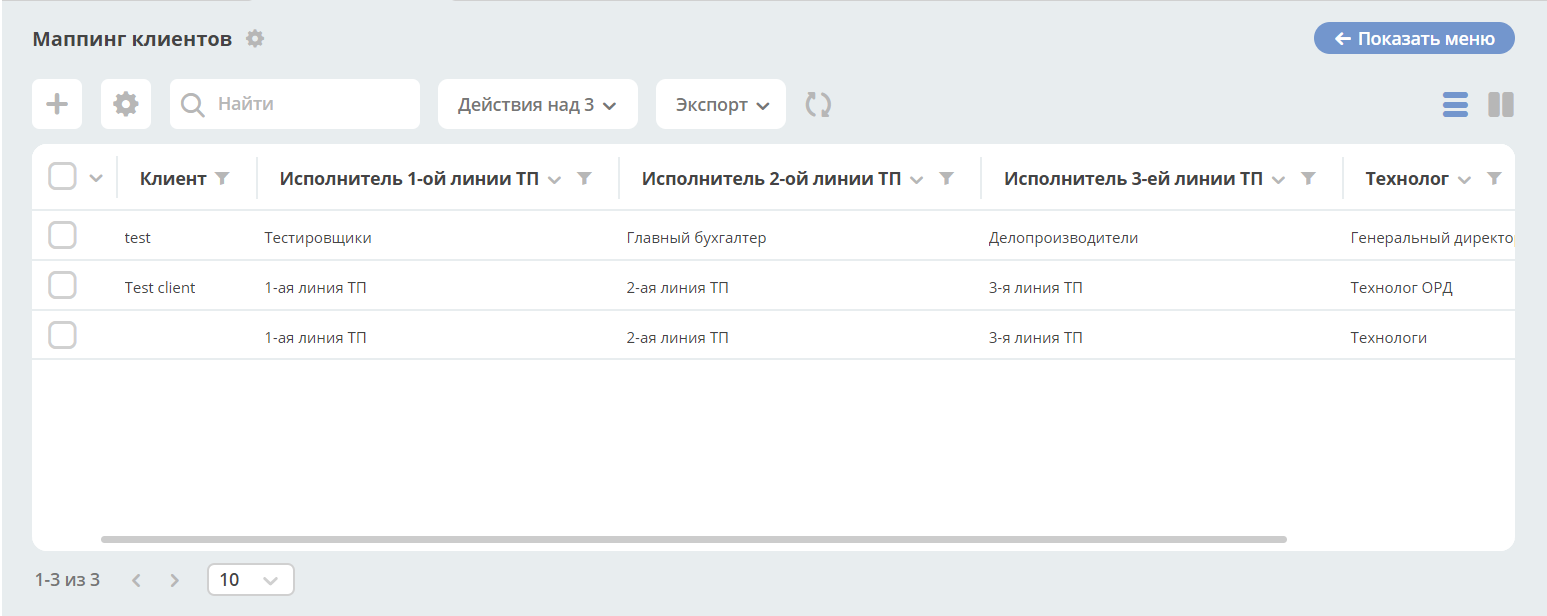 Маппинг клиентов
Показать меню
Найти Действия над 3 Экспорт
Клиент Исполнитель 1-ой линии ТП Исполнитель 2-ой линии ТП Исполнитель 3-ей линии ТП Технолог
test Тестировщики Главный бухгалтер Делопроизводители Генеральный директо
Test client 1-ая линия ТП 2-ая линия ТП 3-я линия ТП Технолог ОРД
1-ая линия ТП 2-ая линия ТП 3-я линия ТП Технологи
1-3 из 3 10